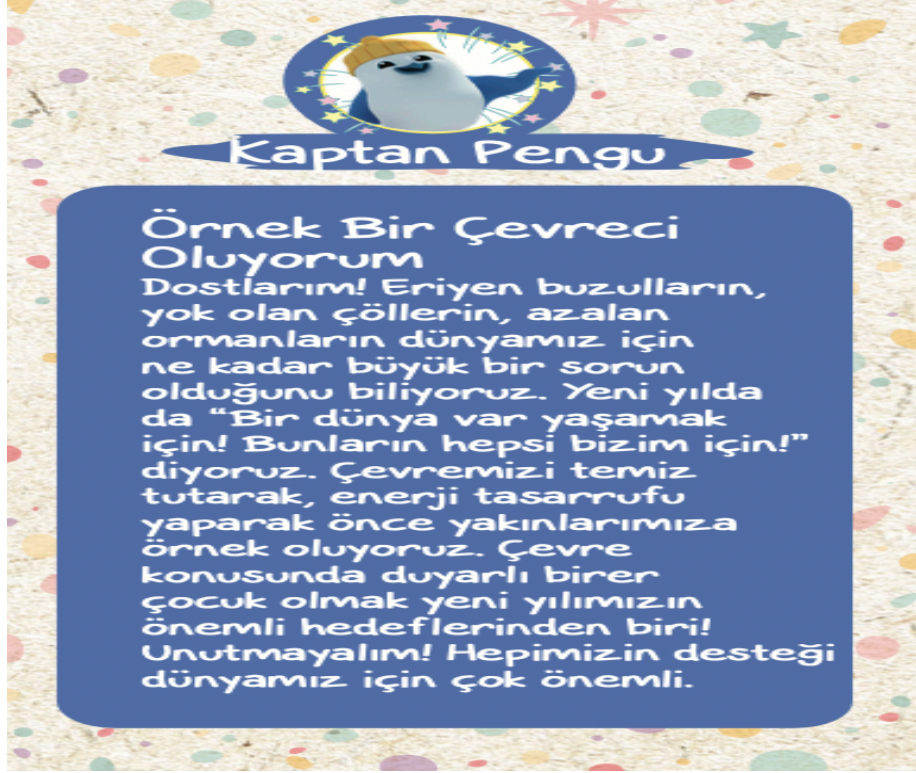 Kaptan Pengu
Örnek Bir Çevreci
Oluyorum
Dostlarım! Eriyen buzulların,
yok olan çöllerin, azalan
ormanların dünyamız için
ne kadar büyük bir sorun
olduğunu biliyoruz. Yeni yılda
da “Bir dünya var yaşamak
için! Bunların hepsi bizim için!”
diyoruz. Çevremizi temiz
tutarak, enerji tasarrufu
yaparak önce yakınlarımıza
örnek oluyoruz. Çevre
konusunda duyarlı birer
çocuk olmak yeni yılımızın
önemli hedeflerinden biri!
Unutmayalım! Hepimizin desteği
dünyamız için çok önemli.